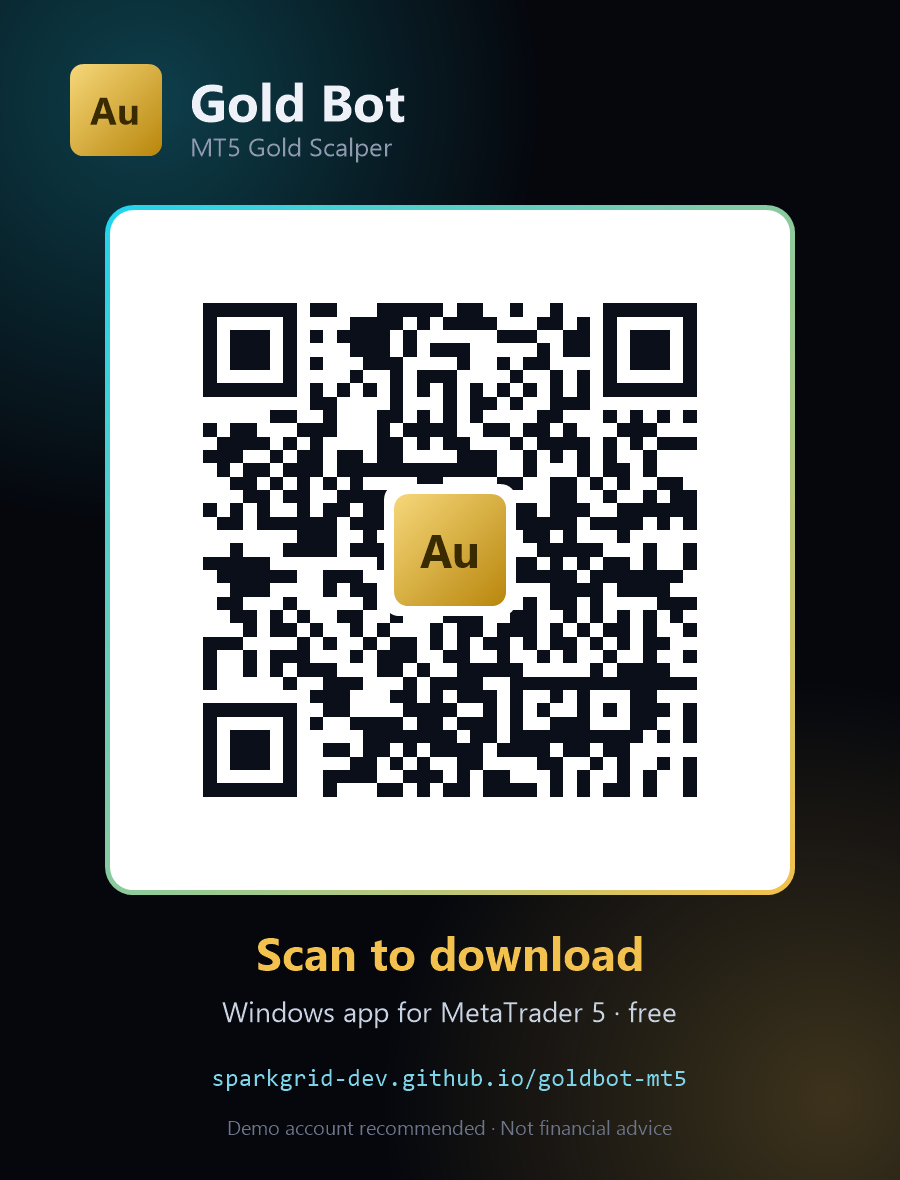 Au
Gold Bot
MT5 Gold Scalper
Au
Scan to download
Windows app for MetaTrader 5 · free
sparkgrid-dev.github.io/goldbot-mt5
Demo account recommended · Not financial advice